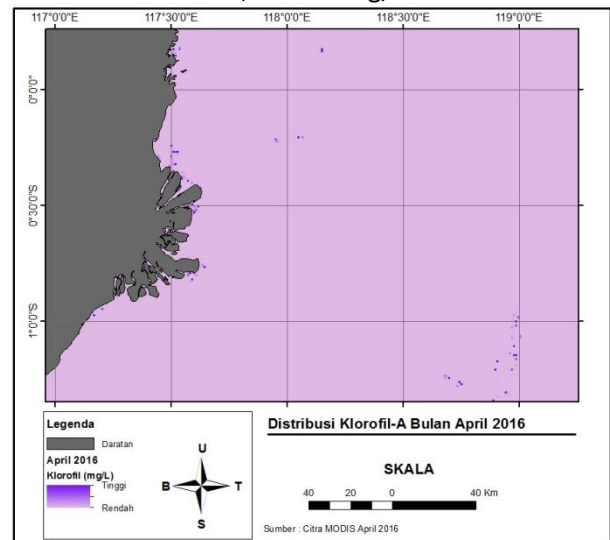 117°0'0"E 117°30'0"E 118°0'0"E 118°30'0"E 119°0'0"E
0°0'0"
0°30'0"S
1°0'0"S
Legenda
Daratan
April 2016
Klorofil (mg/L)
Tinggi
Rendah
U
B T
S
Distribusi Klorofil-A Bulan April 2016
SKALA
40 20 0 40 Km
Sumber : Citra MODIS April 2016